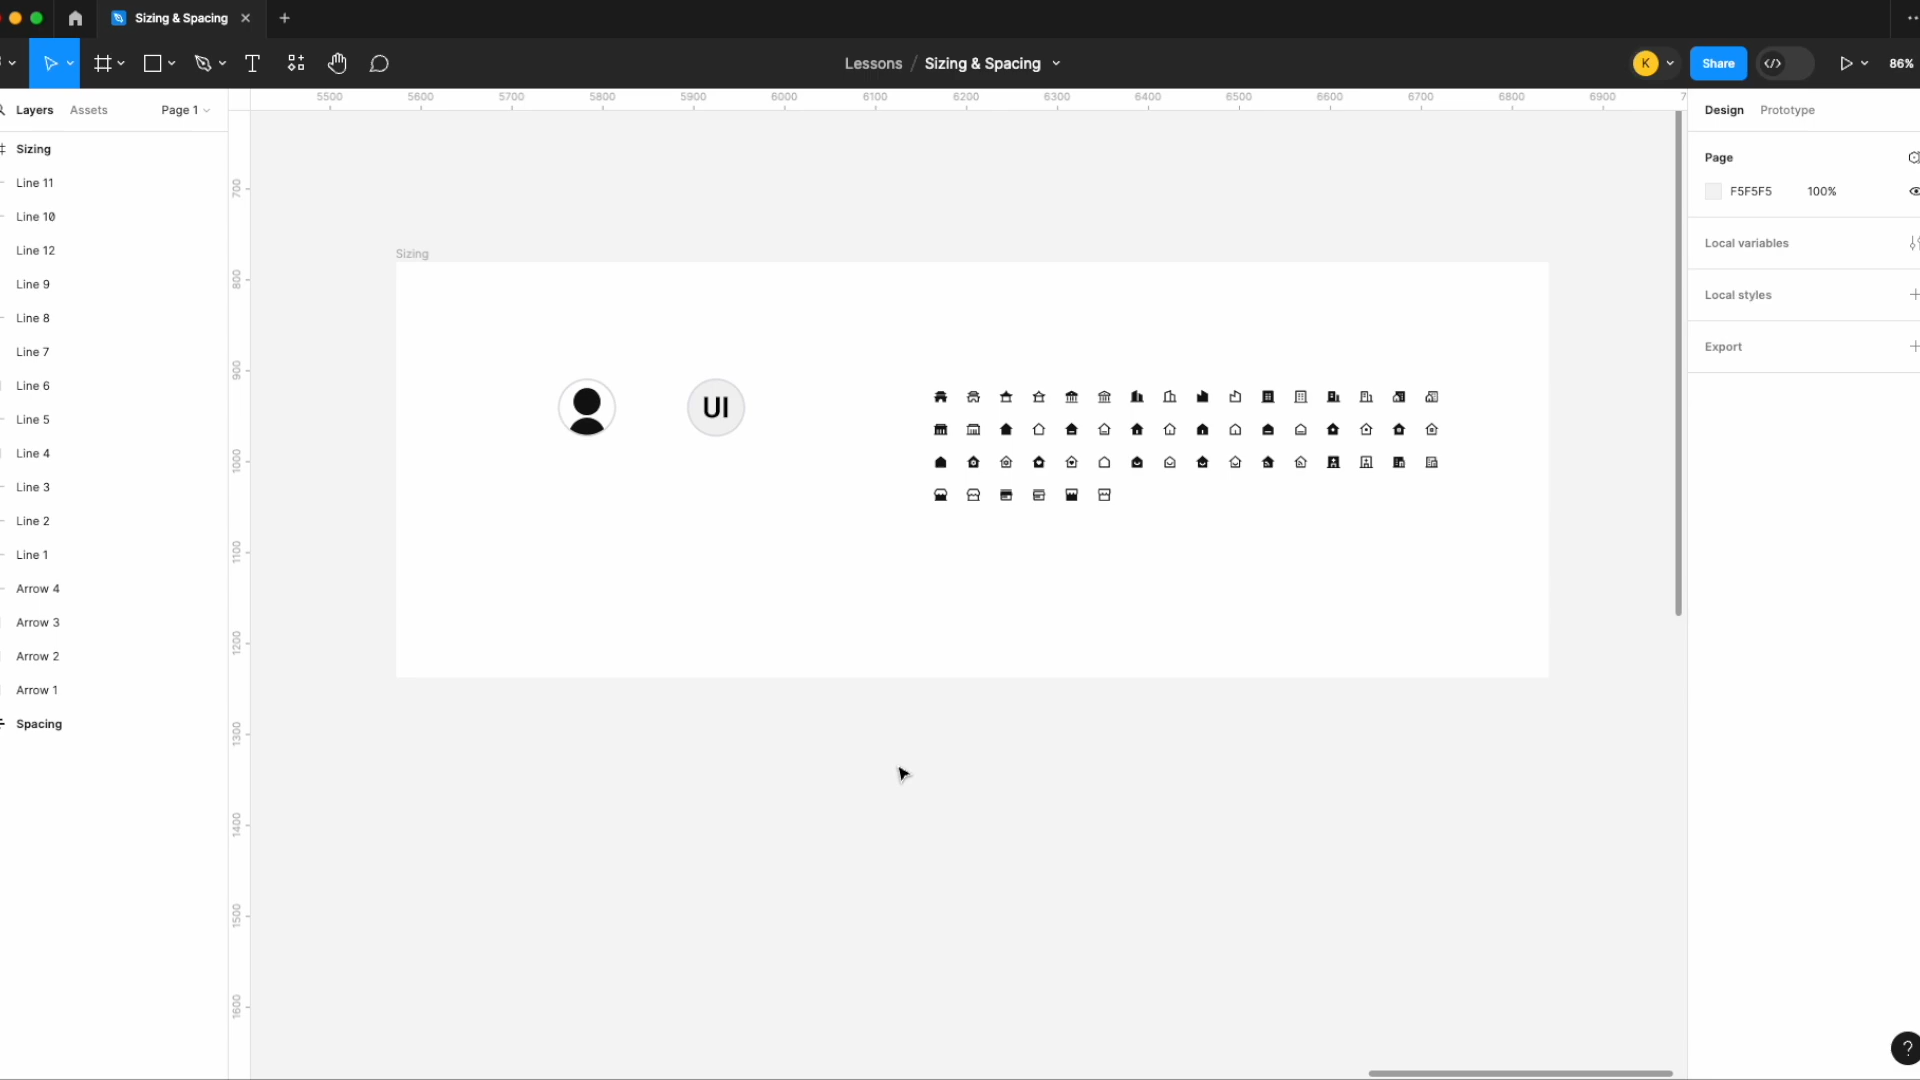 Sizing & Spacing
Lessons / Sizing & Spacing
K
Share
86%
Layers Assets Page 1
5500 5600 5700 5800 5900 6000 6100 6200 6300 6400 6500 6600 6700 6800 6900 7
Design Prototype
Sizing
Line 11
Line 10
Line 12
Line 9
Line 8
Line 7
Line 6
Line 5
Line 4
Line 3
Line 2
Line 1
Arrow 4
Arrow 3
Arrow 2
Arrow 1
Spacing
700
800
900
1000
1100
1200
1300
1400
1500
1600
Sizing
UI
Page
F5F5F5 100%
Local variables
Local styles
Export
?